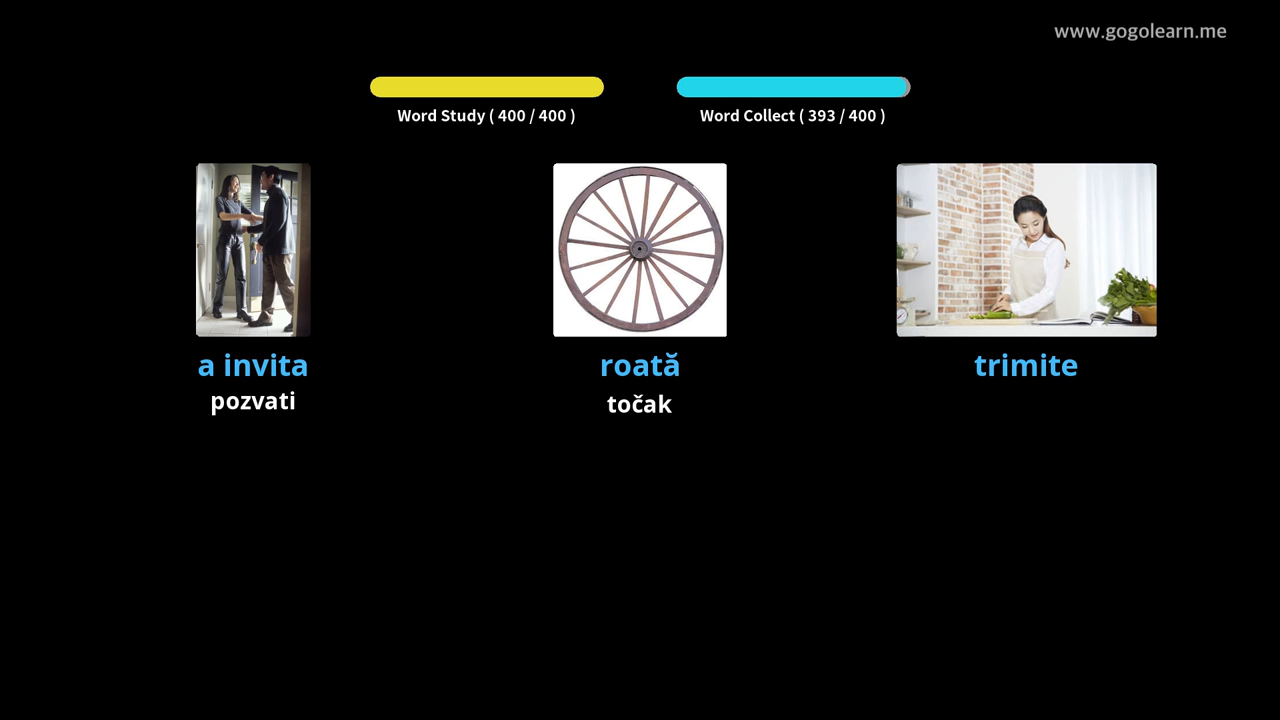 www.gogolearn.me
Word Study ( 400 / 400 )
Word Collect ( 393 / 400 )
a invita
pozvati
roată
točak
trimite